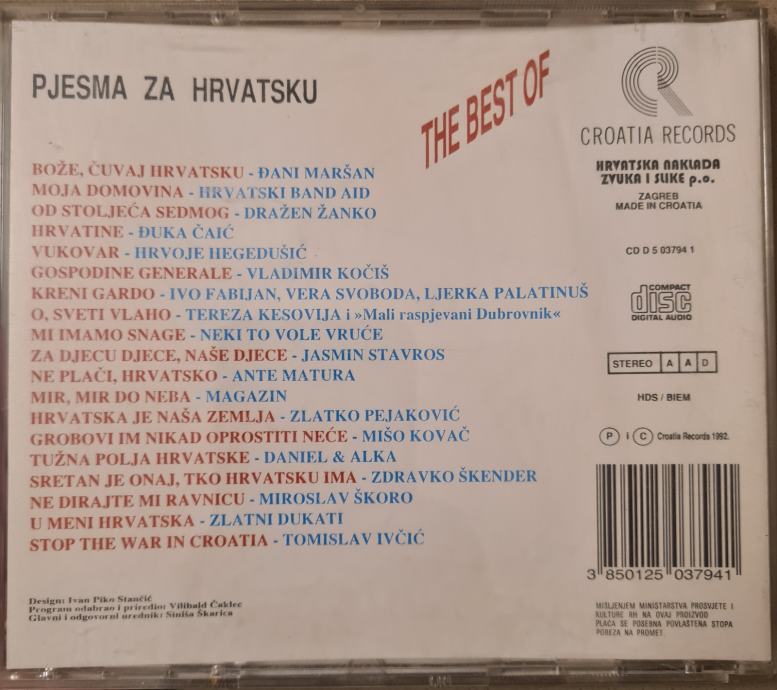 PJESMA ZA HRVATSKU
THE BEST OF
BOŽE, ČUVAJ HRVATSKU - ĐANI MARŠAN
MOJA DOMOVINA - HRVATSKI BAND AID
OD STOLJEĆA SEDMOG - DRAŽEN ŽANKO
HRVATINE - ĐUKA ČAIĆ
VUKOVAR - HRVOJE HEGEDUŠIĆ
GOSPODINE GENERALE - VLADIMIR KOČIŠ
KRENI GARDO - IVO FABIJAN, VERA SVOBODA, LJERKA PALATINUŠ
O, SVETI VLAHO - TEREZA KESOVIJA i »Mali raspjevani Dubrovnik«
MI IMAMO SNAGE - NEKI TO VOLE VRUĆE
ZA DJECU DJECE, NAŠE DJECE - JASMIN STAVROS
NE PLAČI, HRVATSKO - ANTE MATURA
MIR, MIR DO NEBA - MAGAZIN
HRVATSKA JE NAŠA ZEMLJA - ZLATKO PEJAKOVIĆ
GROBOVI IM NIKAD OPROSTITI NEĆE - MIŠO KOVAČ
TUŽNA POLJA HRVATSKE - DANIEL & ALKA
SRETAN JE ONAJ, TKO HRVATSKU IMA - ZDRAVKO ŠKENDER
NE DIRAJTE MI RAVNICU - MIROSLAV ŠKORO
U MENI HRVATSKA - ZLATNI DUKATI
STOP THE WAR IN CROATIA - TOMISLAV IVČIĆ
Design: Ivan Piko Stančić
Program odabrao i priredio: Vilibald Čaklec
Glavni i odgovorni urednik: Siniša Škarica
CROATIA RECORDS
HRVATSKA NAKLADA
ZVUKA I SLIKE p.o.
ZAGREB
MADE IN CROATIA
CD D 5 03794 1
COMPACT
disc
DIGITAL AUDIO
STEREO A A D
HDS / BIEM
P i C Croatia Records 1992.
3 850125 037941
MIŠLJENJEM MINISTARSTVA PROSVJETE I
KULTURE RH NA OVAJ PROIZVOD
PLAĆA SE POSEBNA POVLAŠTENA STOPA
POREZA NA PROMET.